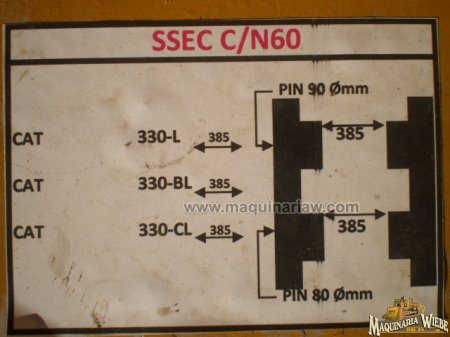 SSEC C/N60
PIN 90 Ømm
CAT 330-L 385
385
CAT 330-BL 385
www.maquinariaw.com
CAT 330-CL 385
385
PIN 80 Ømm
MAQUINARIA WIEBE